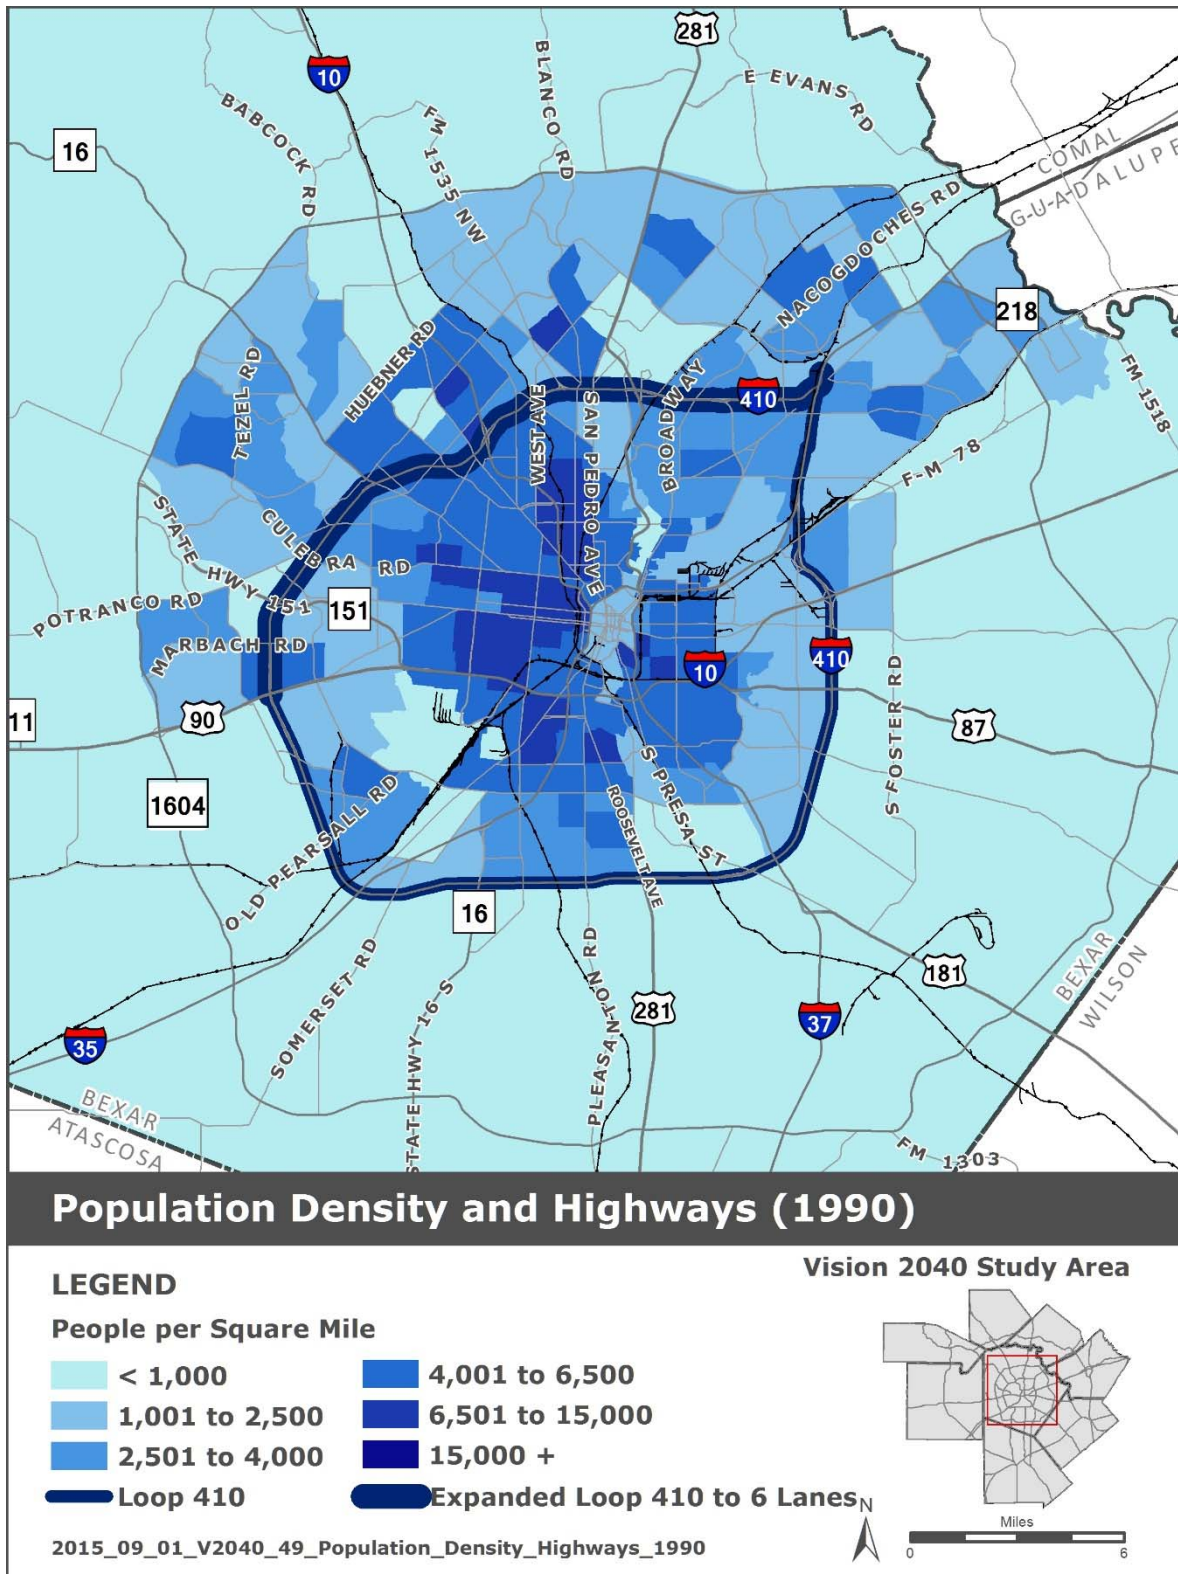 281
10
BLANCO RD
E EVANS RD
BABCOCK RD
FM 1535 NW
16
COMAL
GUADALUPE
NACOGDOCHES RD
218
HUEBNER RD
TEZEL RD
FM 1518
WEST AVE
SAN PEDRO AVE
BROADWAY
410
F-M 78
STATE HWY 151
CULEBRA RD
POTRANCO RD
151
MARBACH RD
10
410
11
90
87
S FOSTER RD
1604
OLD PEARSALL RD
S PRESA ST
ROOSEVELT AVE
16
SOMERSET RD
STATE HWY 16 S
PLEASANTON RD
281
37
181
BEXAR
WILSON
35
BEXAR
ATASCOSA
FM 1303
Population Density and Highways (1990)
LEGEND
People per Square Mile
< 1,000
1,001 to 2,500
2,501 to 4,000
4,001 to 6,500
6,501 to 15,000
15,000 +
Loop 410
Expanded Loop 410 to 6 Lanes
2015_09_01_V2040_49_Population_Density_Highways_1990
Vision 2040 Study Area
N
Miles
0 6